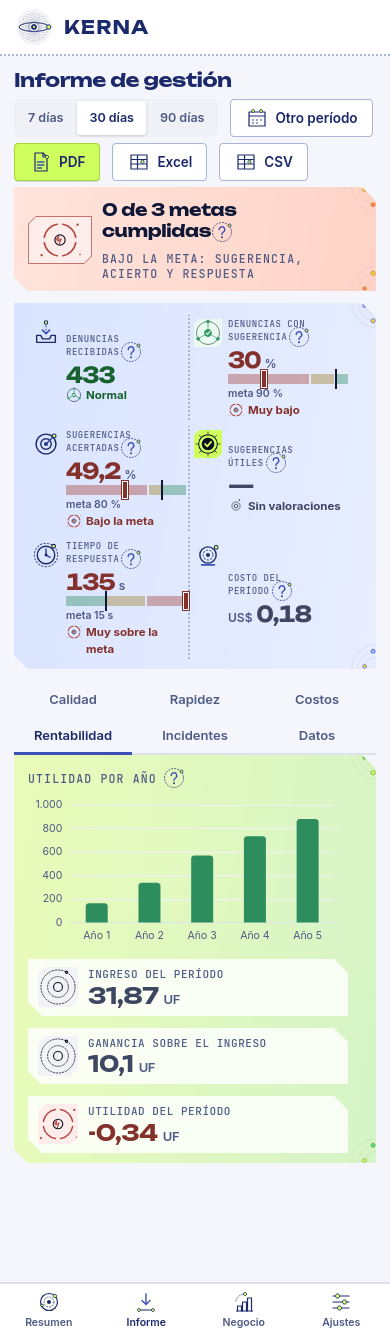 KERNA
Informe de gestión
7 días 30 días 90 días Otro período
PDF Excel CSV
0 de 3 metas
cumplidas ?
BAJO LA META: SUGERENCIA,
ACIERTO Y RESPUESTA
DENUNCIAS
RECIBIDAS ?
433
Normal
DENUNCIAS CON
SUGERENCIA ?
30 %
meta 90 %
Muy bajo
SUGERENCIAS
ACERTADAS ?
49,2 %
meta 80 %
Bajo la meta
SUGERENCIAS
ÚTILES ?
—
Sin valoraciones
TIEMPO DE
RESPUESTA ?
135 s
meta 15 s
Muy sobre la
meta
COSTO DEL
PERÍODO ?
US$ 0,18
Calidad Rapidez Costos
Rentabilidad Incidentes Datos
UTILIDAD POR AÑO ?
1.000
800
600
400
200
0
Año 1 Año 2 Año 3 Año 4 Año 5
INGRESO DEL PERÍODO
31,87 UF
GANANCIA SOBRE EL INGRESO
10,1 UF
UTILIDAD DEL PERÍODO
-0,34 UF
Resumen Informe Negocio Ajustes